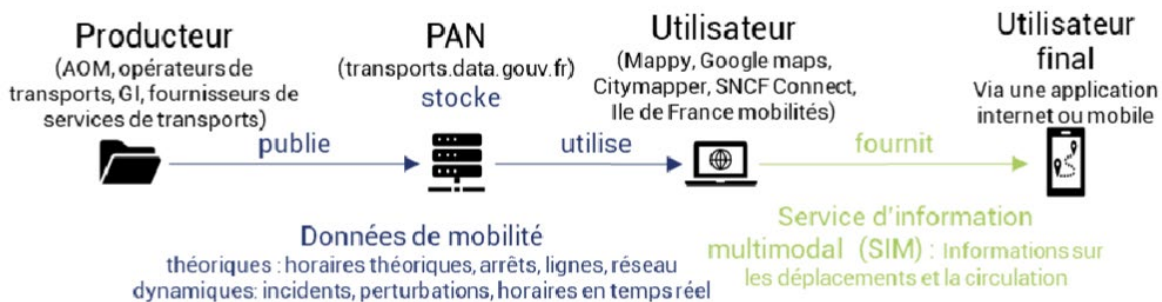 Producteur
(AOM, opérateurs de
transports, GI, fournisseurs de
services de transports)
publie
PAN
(transports.data.gouv.fr)
stocke
utilise
Utilisateur
(Mappy, Google maps,
Citymapper, SNCF Connect,
Ile de France mobilités)
fournit
Utilisateur
final
Via une application
internet ou mobile
Données de mobilité
théoriques : horaires théoriques, arrêts, lignes, réseau
dynamiques: incidents, perturbations, horaires en temps réel
Service d'information
multimodal (SIM) : Informations sur
les déplacements et la circulation